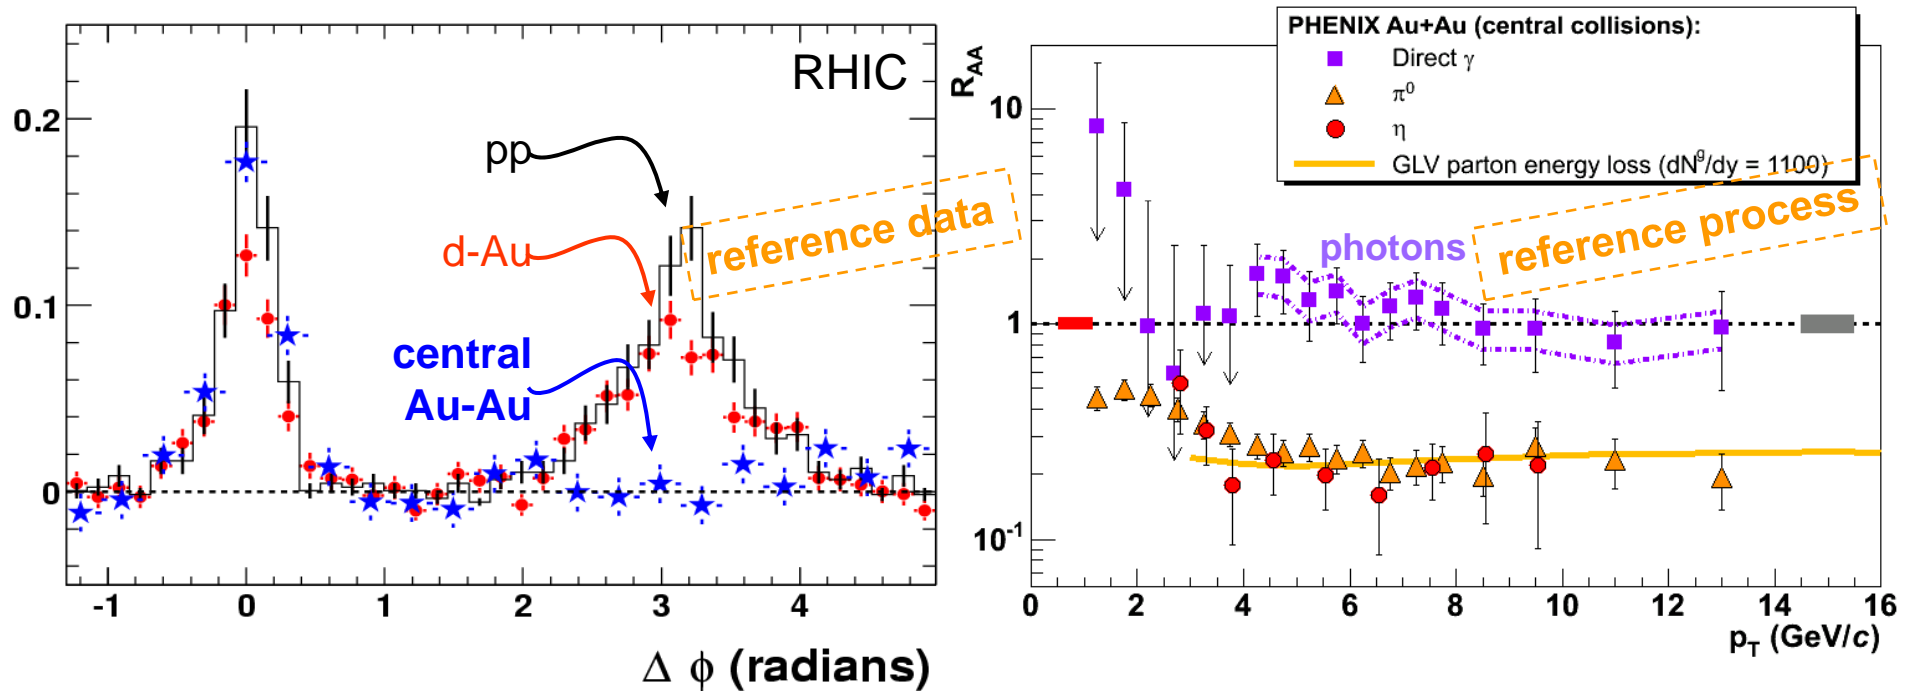 RHIC
0.2
0.1
0
pp
d-Au
central
Au-Au
reference data
-1 0 1 2 3 4
Δ ϕ (radians)
PHENIX Au+Au (central collisions):
Direct γ
π⁰
η
GLV parton energy loss (dNᵍ/dy = 1100)
R_AA
10
1
10⁻¹
photons
reference process
0 2 4 6 8 10 12 14 16
p_T (GeV/c)